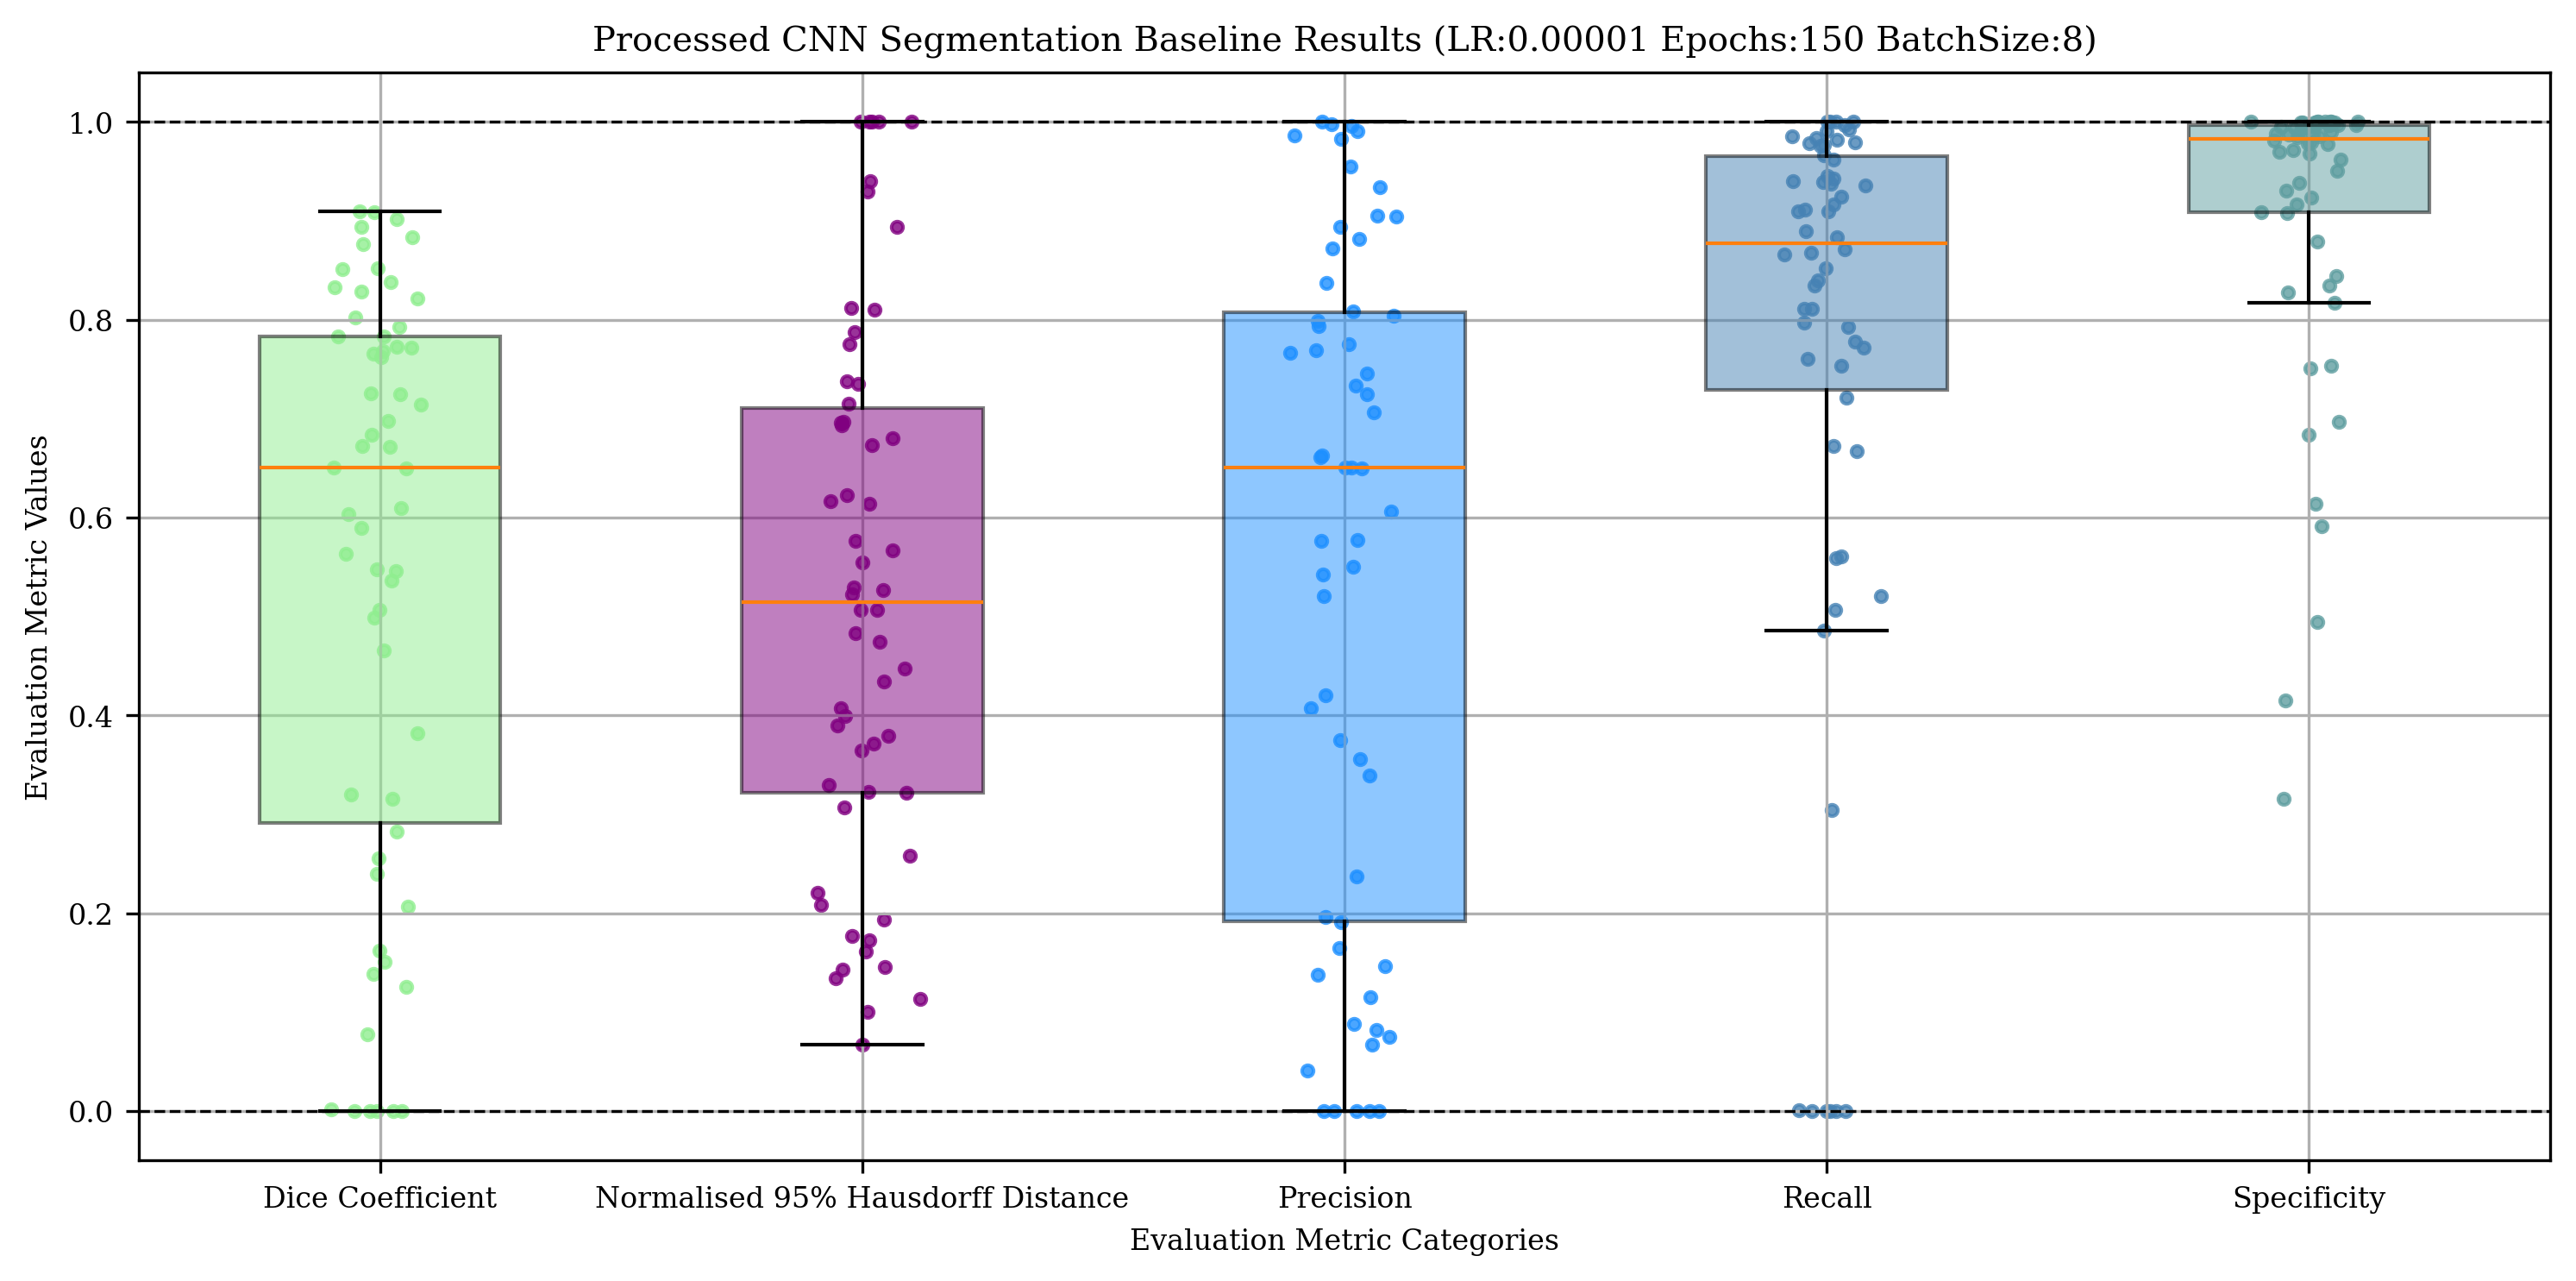 Processed CNN Segmentation Baseline Results (LR:0.00001 Epochs:150 BatchSize:8)
Evaluation Metric Values
1.0
0.8
0.6
0.4
0.2
0.0
Dice Coefficient
Normalised 95% Hausdorff Distance
Precision
Recall
Specificity
Evaluation Metric Categories